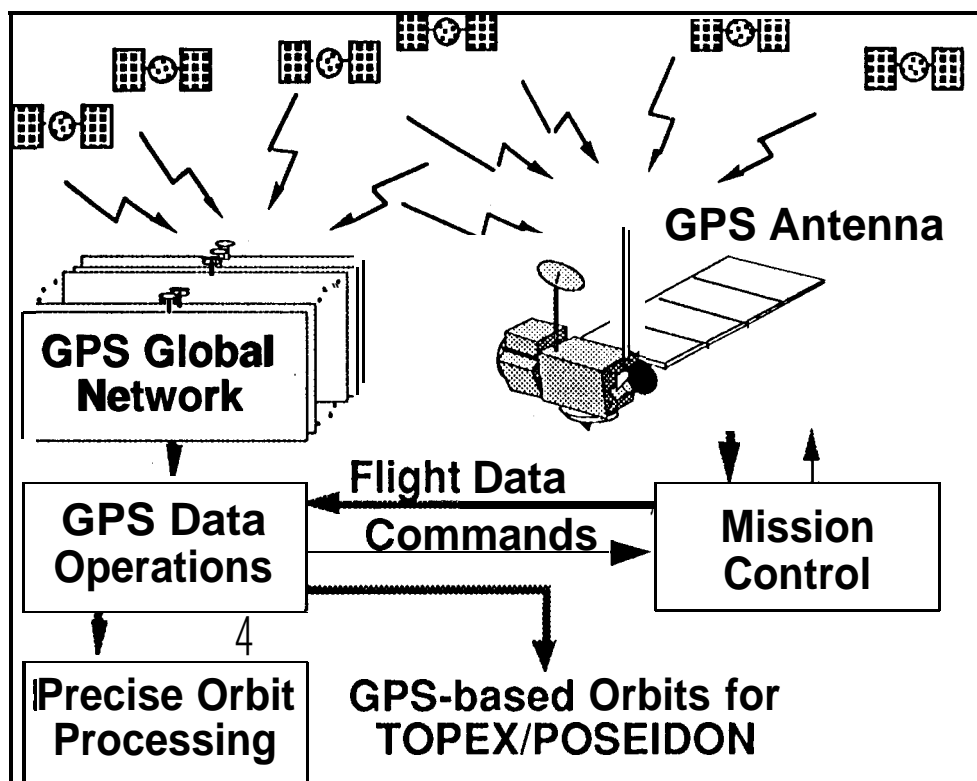 GPS Antenna
GPS Global
Network
Flight Data
Commands
GPS Data
Operations
Mission
Control
4
Precise Orbit
Processing
GPS-based Orbits for
TOPEX/POSEIDON